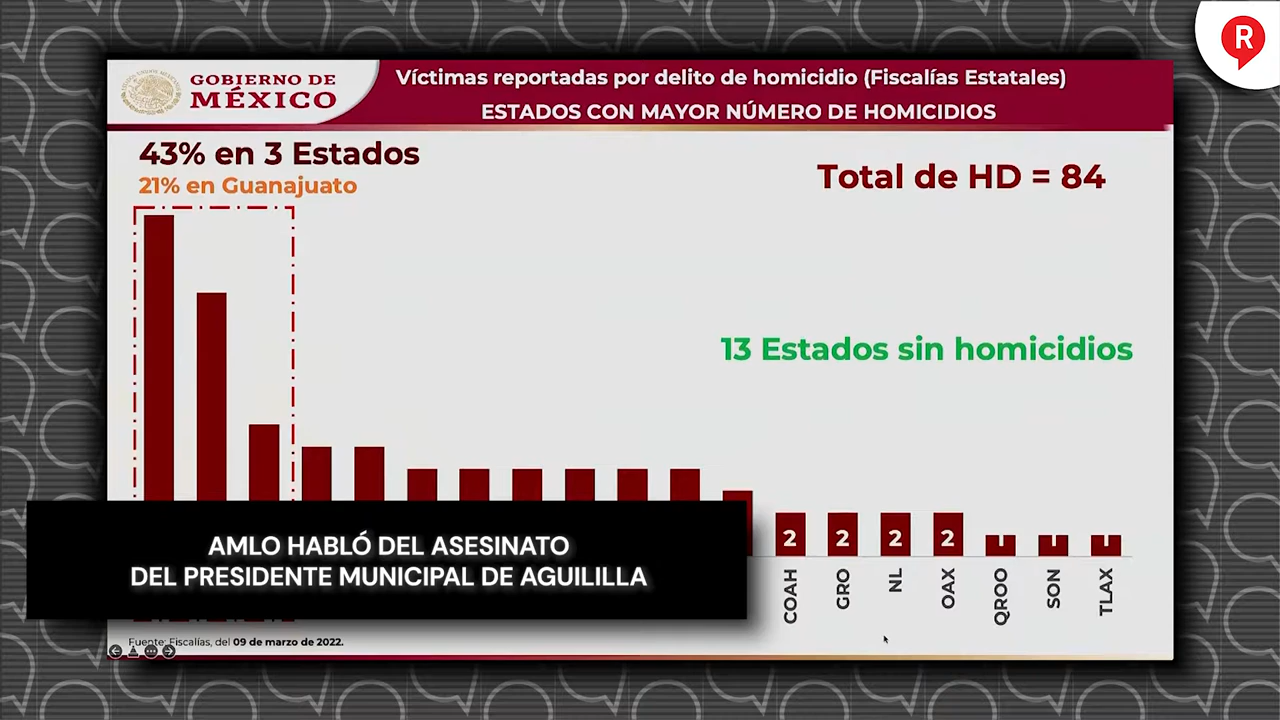 R
GOBIERNO DE
MÉXICO
Víctimas reportadas por delito de homicidio (Fiscalías Estatales)
ESTADOS CON MAYOR NÚMERO DE HOMICIDIOS
43% en 3 Estados
21% en Guanajuato
Total de HD = 84
13 Estados sin homicidios
2 2 2 2
COAH GRO NL OAX QROO SON TLAX
AMLO HABLÓ DEL ASESINATO
DEL PRESIDENTE MUNICIPAL DE AGUILILLA
Fuente: Fiscalías, del 09 de marzo de 2022.